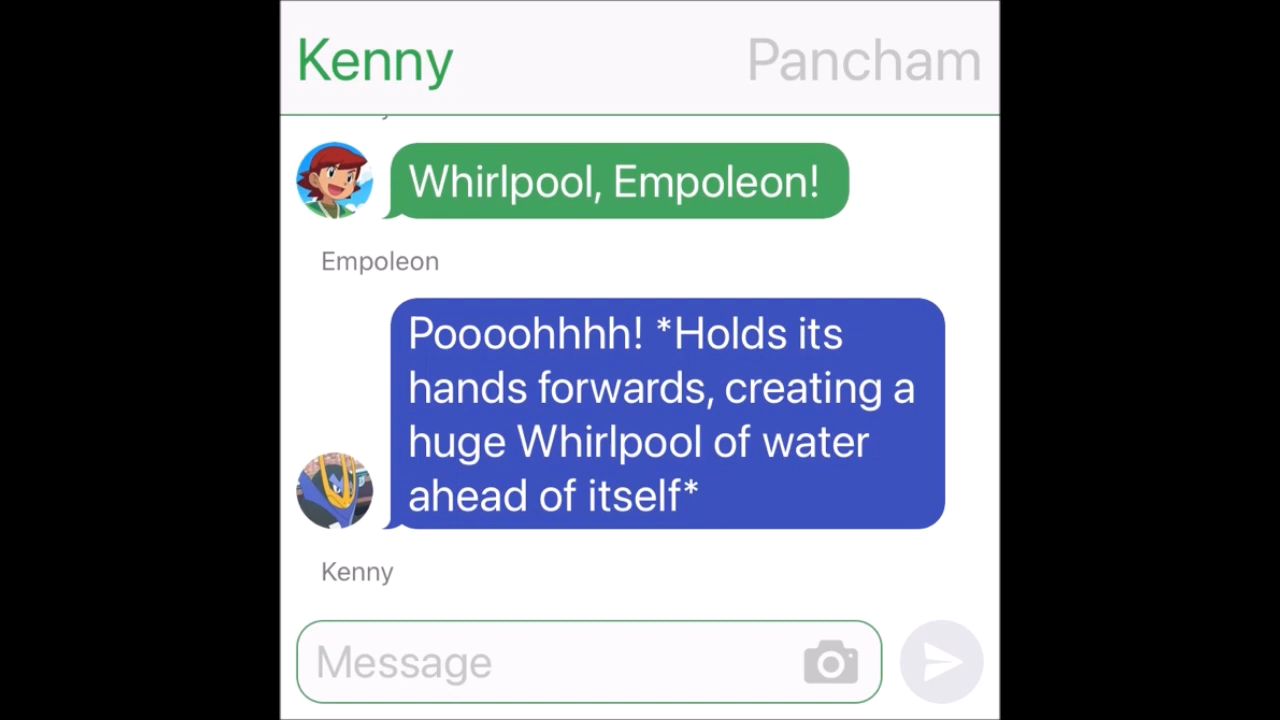 Kenny Pancham
Whirlpool, Empoleon!
Empoleon
Poooohhhh! *Holds its
hands forwards, creating a
huge Whirlpool of water
ahead of itself*
Kenny
Message